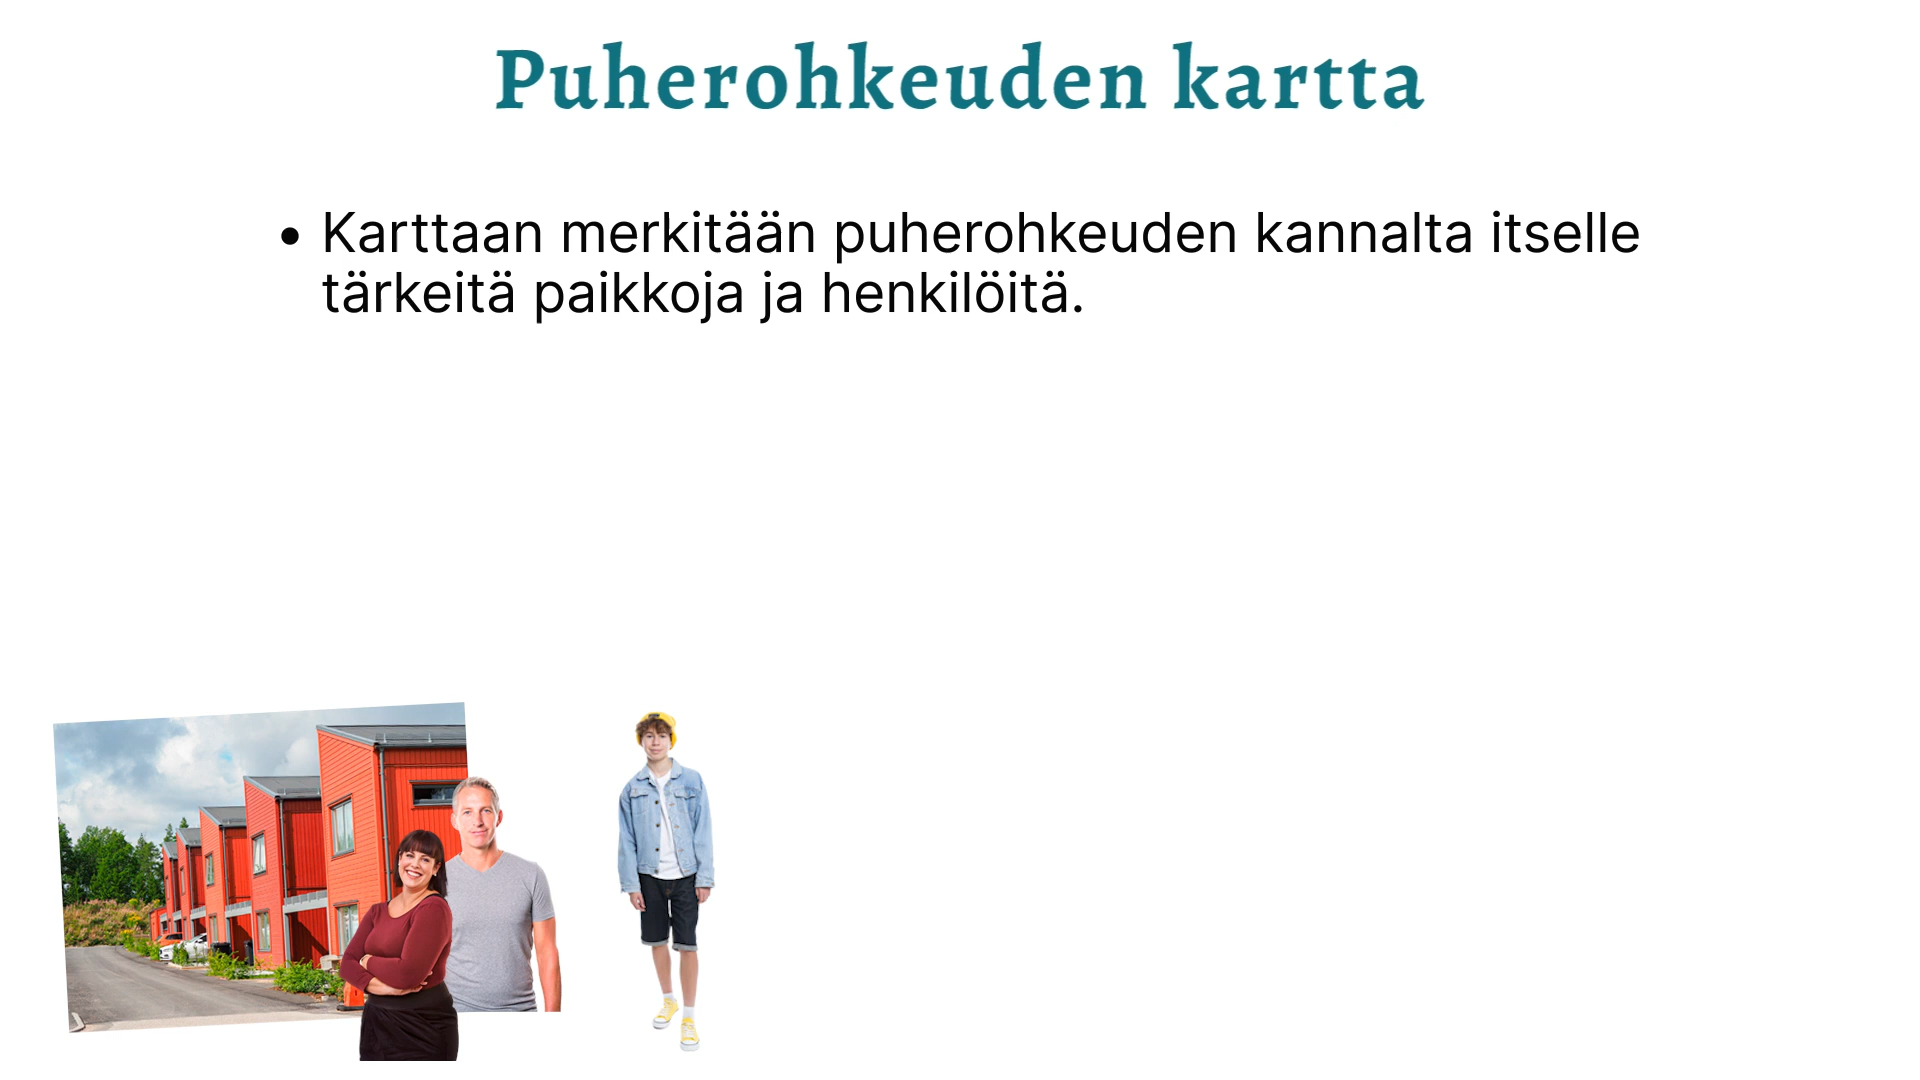 Puherohkeuden kartta
• Karttaan merkitään puherohkeuden kannalta itselle
tärkeitä paikkoja ja henkilöitä.